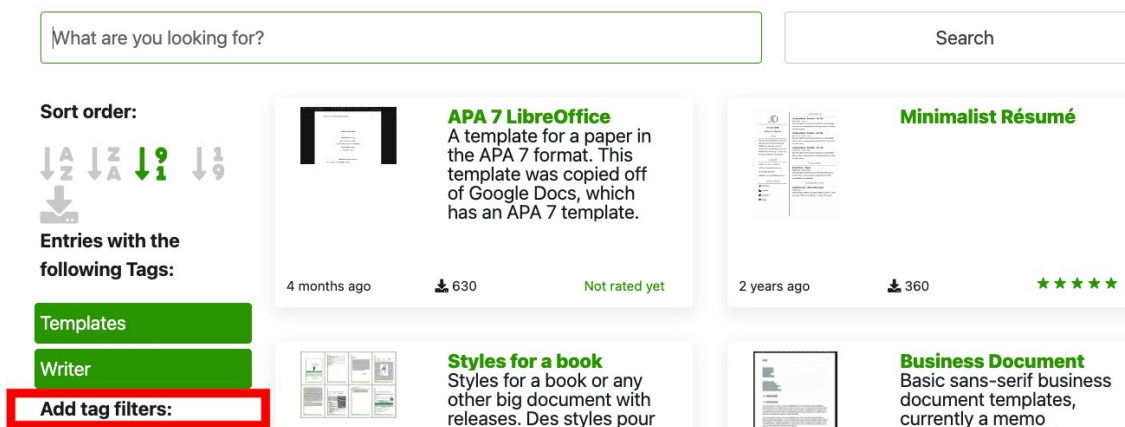 What are you looking for?
Search
Sort order:
Entries with the
following Tags:
Templates
Writer
Add tag filters:
APA 7 LibreOffice
A template for a paper in
the APA 7 format. This
template was copied off
of Google Docs, which
has an APA 7 template.
4 months ago
630
Not rated yet
Minimalist Résumé
2 years ago
360
Styles for a book
Styles for a book or any
other big document with
releases. Des styles pour
Business Document
Basic sans-serif business
document templates,
currently a memo